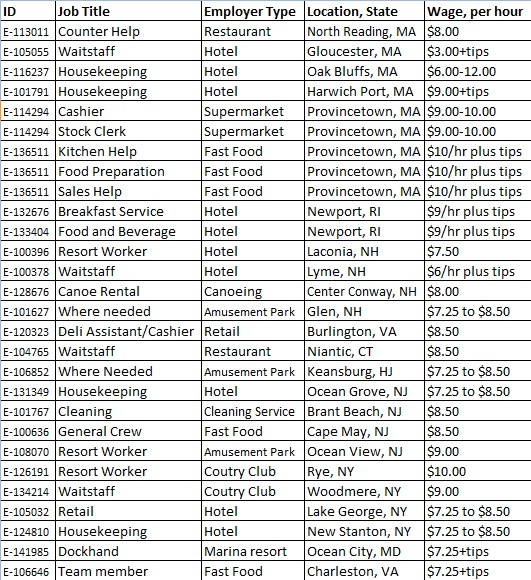 ID Job Title Employer Type Location, State Wage, per hour
E-113011 Counter Help Restaurant North Reading, MA $8.00
E-105055 Waitstaff Hotel Gloucester, MA $3.00+tips
E-116237 Housekeeping Hotel Oak Bluffs, MA $6.00-12.00
E-101791 Housekeeping Hotel Harwich Port, MA $9.00+tips
E-114294 Cashier Supermarket Provincetown, MA $9.00-10.00
E-114294 Stock Clerk Supermarket Provincetown, MA $9.00-10.00
E-136511 Kitchen Help Fast Food Provincetown, MA $10/hr plus tips
E-136511 Food Preparation Fast Food Provincetown, MA $10/hr plus tips
E-136511 Sales Help Fast Food Provincetown, MA $10/hr plus tips
E-132676 Breakfast Service Hotel Newport, RI $9/hr plus tips
E-133404 Food and Beverage Hotel Newport, RI $9/hr plus tips
E-100396 Resort Worker Hotel Laconia, NH $7.50
E-100378 Waitstaff Hotel Lyme, NH $6/hr plus tips
E-128676 Canoe Rental Canoeing Center Conway, NH $8.00
E-101627 Where needed Amusement Park Glen, NH $7.25 to $8.50
E-120323 Deli Assistant/Cashier Retail Burlington, VA $8.50
E-104765 Waitstaff Restaurant Niantic, CT $8.50
E-106852 Where Needed Amusement Park Keansburg, HJ $7.25 to $8.50
E-131349 Housekeeping Hotel Ocean Grove, NJ $7.25 to $8.50
E-101767 Cleaning Cleaning Service Brant Beach, NJ $8.50
E-100636 General Crew Fast Food Cape May, NJ $8.50
E-108070 Resort Worker Amusement Park Ocean View, NJ $9.00
E-126191 Resort Worker Coutry Club Rye, NY $10.00
E-134214 Waitstaff Coutry Club Woodmere, NY $9.00
E-105032 Retail Hotel Lake George, NY $7.25 to $8.50
E-124810 Housekeeping Hotel New Stanton, NY $7.25 to $8.50
E-141985 Dockhand Marina resort Ocean City, MD $7.25+tips
E-106646 Team member Fast Food Charleston, VA $7.25+tips